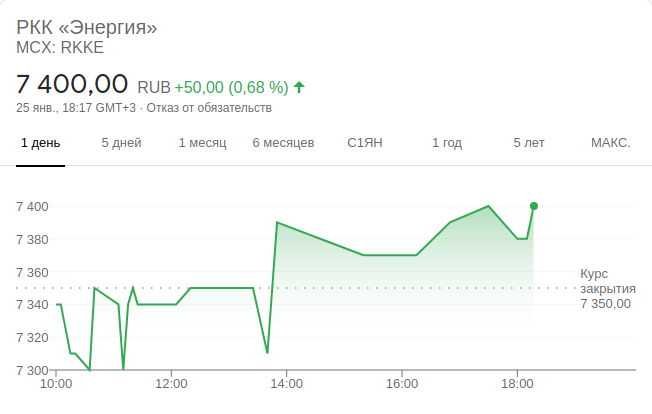 РКК «Энергия»
MCX: RKKE
7 400,00 RUB +50,00 (0,68 %)
25 янв., 18:17 GMT+3 · Отказ от обязательств
1 день 5 дней 1 месяц 6 месяцев С1ЯН 1 год 5 лет МАКС.
7 400
7 380
7 360
7 340
7 320
7 300
Курс
закрытия
7 350,00
10:00 12:00 14:00 16:00 18:00